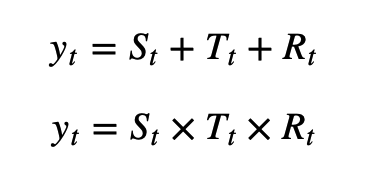 yₜ = Sₜ + Tₜ + Rₜ
yₜ = Sₜ × Tₜ × Rₜ